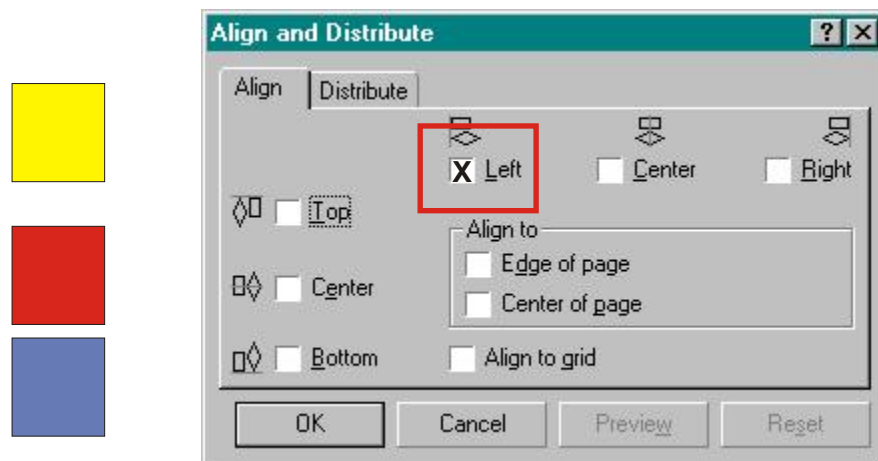 Align and Distribute
Align Distribute
X Left Center Right
Top
Align to
Edge of page
Center
Center of page
Bottom Align to grid
OK Cancel Preview Reset